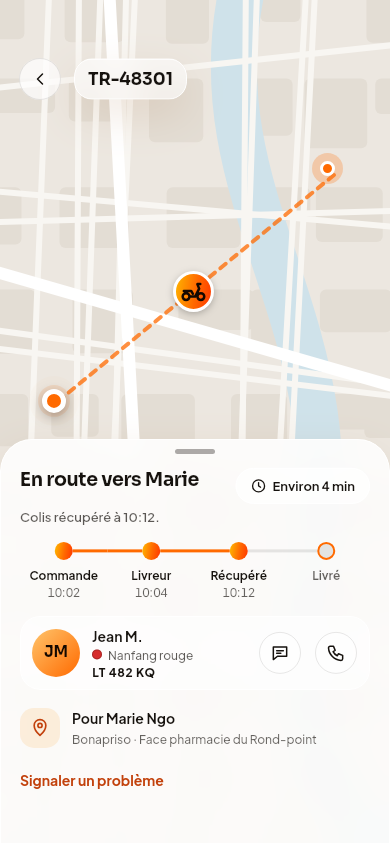 TR-48301
En route vers Marie
Environ 4 min
Colis récupéré à 10:12.
Commande Livreur Récupéré Livré
10:02 10:04 10:12
JM
Jean M.
Nanfang rouge
LT 482 KQ
Pour Marie Ngo
Bonapriso · Face pharmacie du Rond-point
Signaler un problème